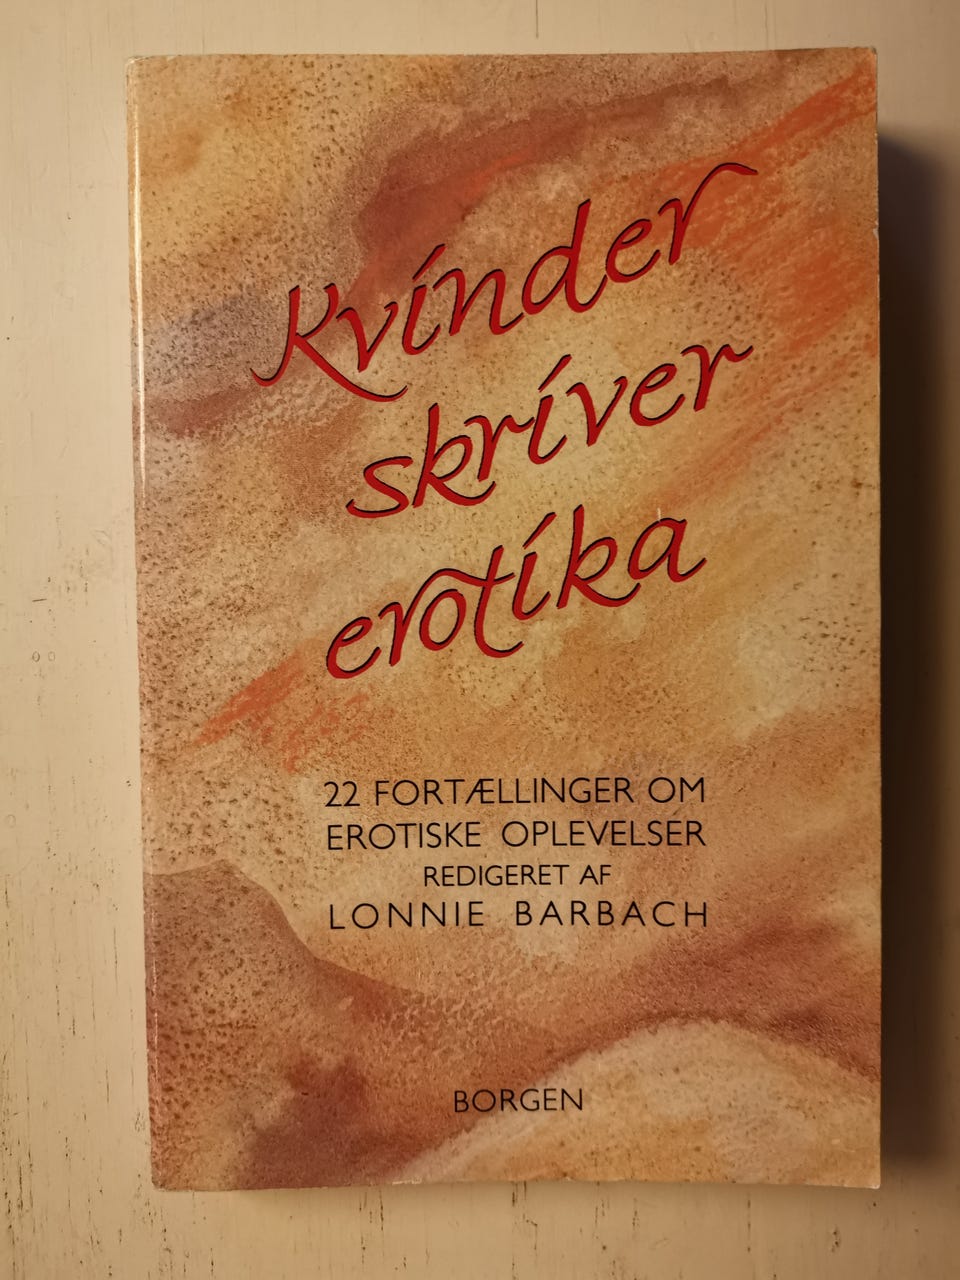 Kvinder
skriver
erotika
22 FORTÆLLINGER OM
EROTISKE OPLEVELSER
REDIGERET AF
LONNIE BARBACH
BORGEN